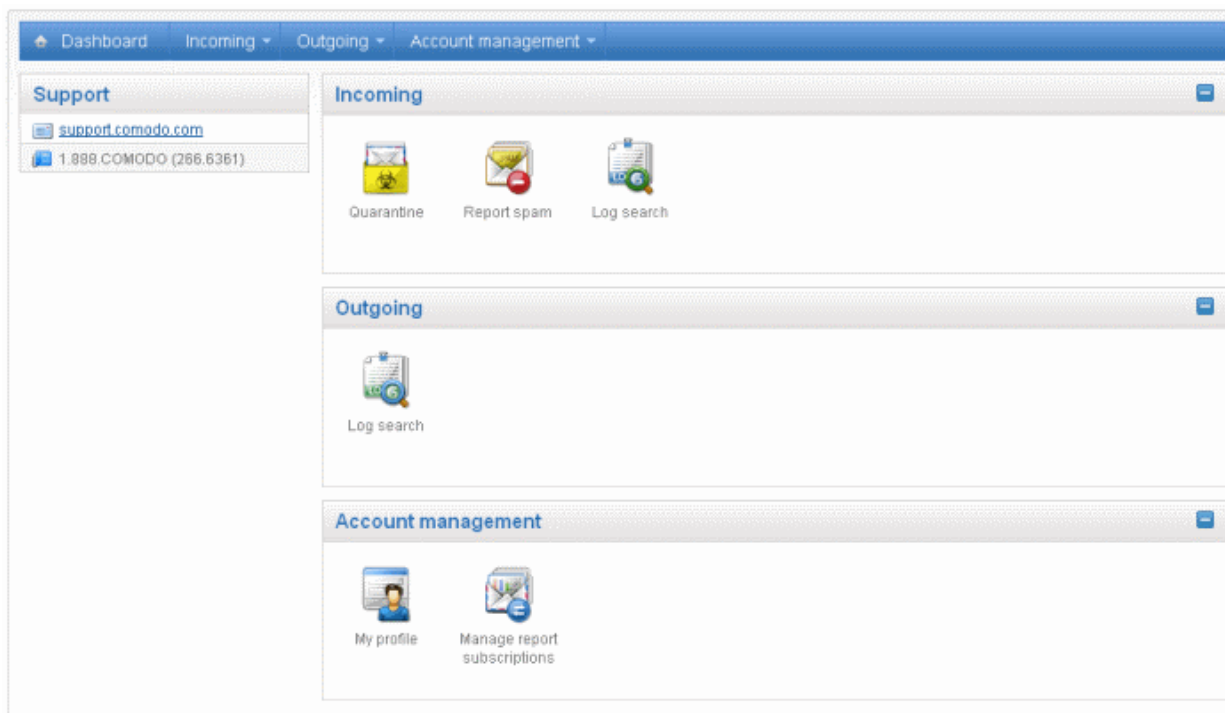 Dashboard Incoming Outgoing Account management
Support
support.comodo.com
1.888.COMODO (266.6361)
Incoming
Quarantine Report spam Log search
Outgoing
Log search
Account management
My profile Manage report
subscriptions